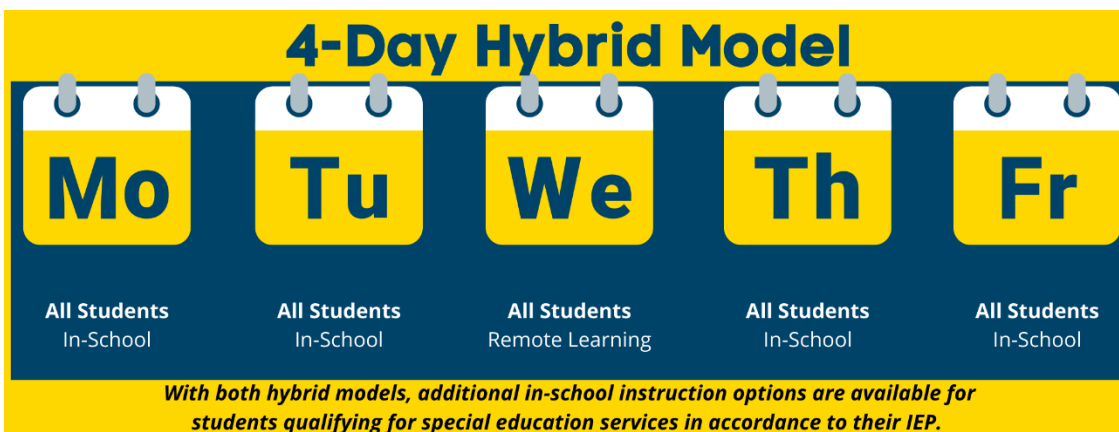 4-Day Hybrid Model
Mo Tu We Th Fr
All Students All Students All Students All Students All Students
In-School In-School Remote Learning In-School In-School
With both hybrid models, additional in-school instruction options are available for
students qualifying for special education services in accordance to their IEP.